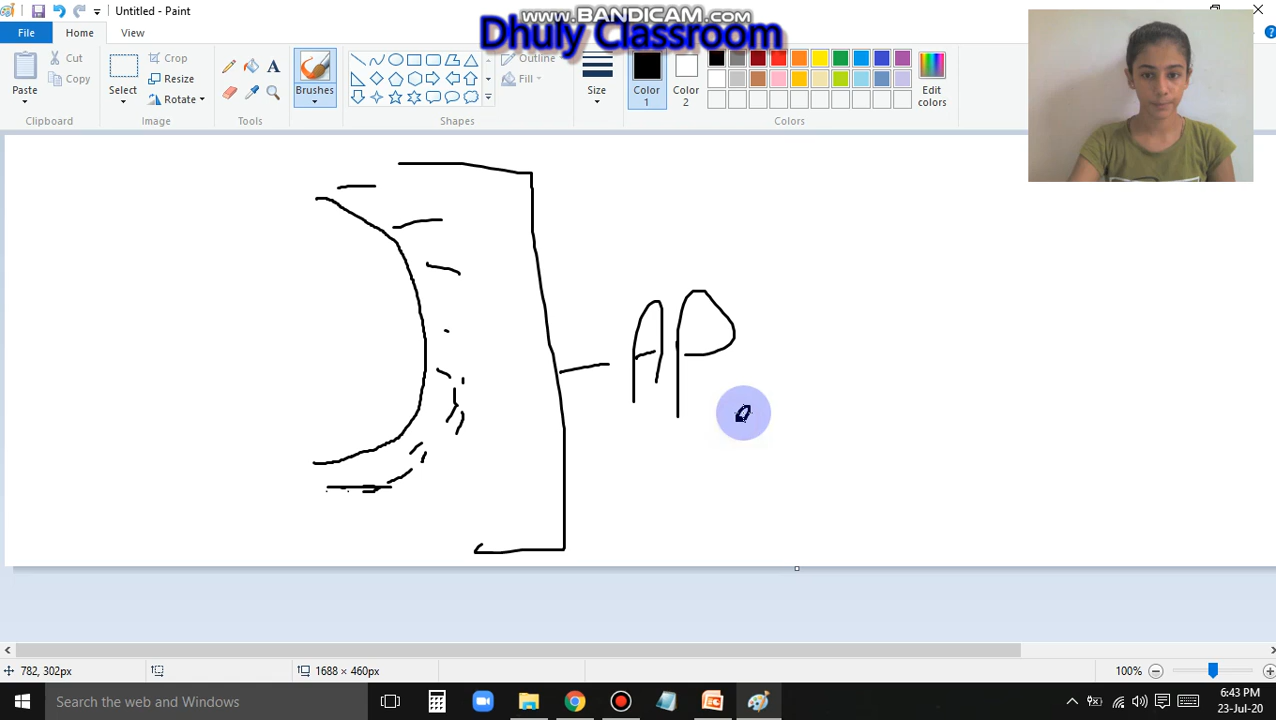 Untitled - Paint
www.BANDICAM.com
Dhuly Classroom
File
Home
View
Paste
Cut
Copy
Clipboard
Select
Crop
Resize
Rotate
Image
A
Tools
Brushes
Outline
Fill
Shapes
Size
Color 1
Color 2
Edit colors
Colors
AP
782, 302px
1688 × 460px
100%
Search the web and Windows
6:43 PM
23-Jul-20